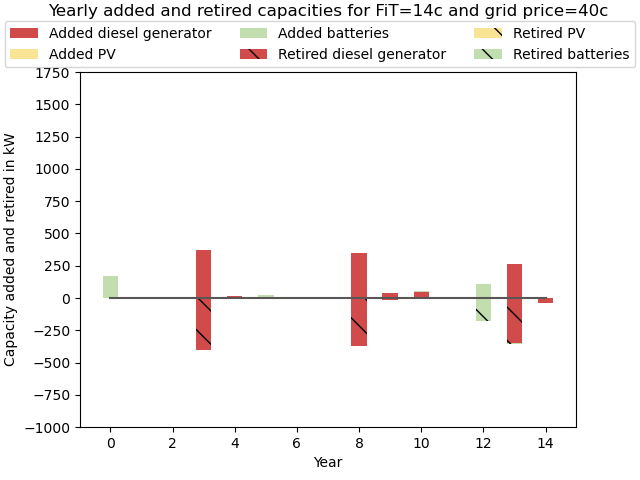 Yearly added and retired capacities for FiT=14c and grid price=40c
Added diesel generator
Added PV
Added batteries
Retired diesel generator
Retired PV
Retired batteries
Capacity added and retired in kW
1750
1500
1250
1000
750
500
250
0
−250
−500
−750
−1000
0 2 4 6 8 10 12 14
Year